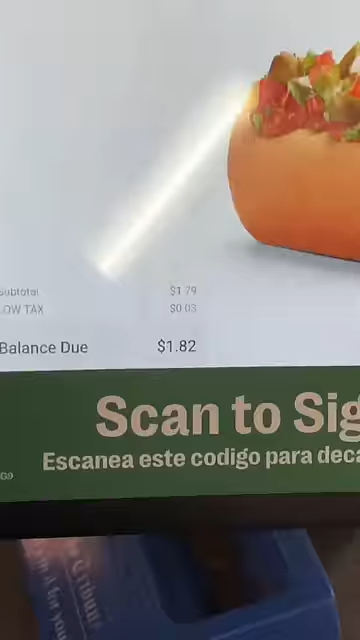 Subtotal $1.79
LOW TAX $0.03
Balance Due $1.82
Scan to Sig
Escanea este codigo para deca